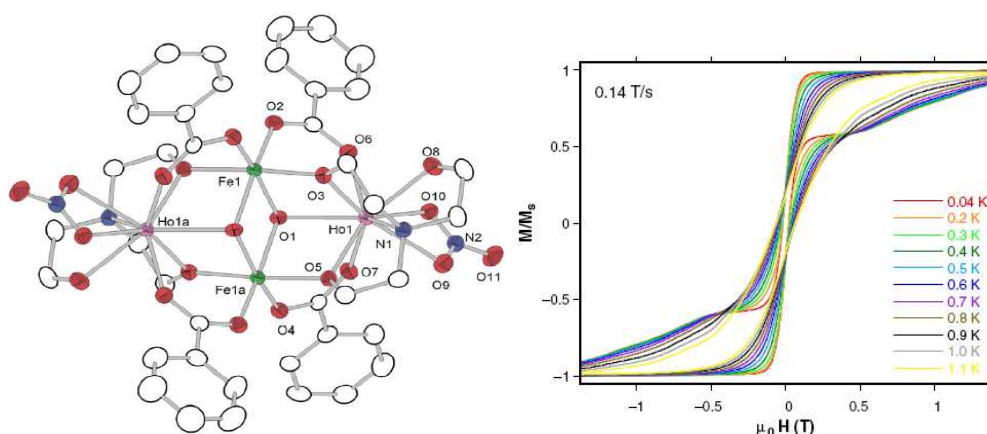 O2
O6
O8
Fe1
O3
O10
Ho1a
O1
Ho1
N1
N2
Fe1a
O5
O7
O9
O11
O4
0.14 T/s
M/Mₛ
1
0.5
0
−0.5
−1
0.04 K
0.2 K
0.3 K
0.4 K
0.5 K
0.6 K
0.7 K
0.8 K
0.9 K
1.0 K
1.1 K
−1 −0.5 0 0.5 1
μ₀ H (T)